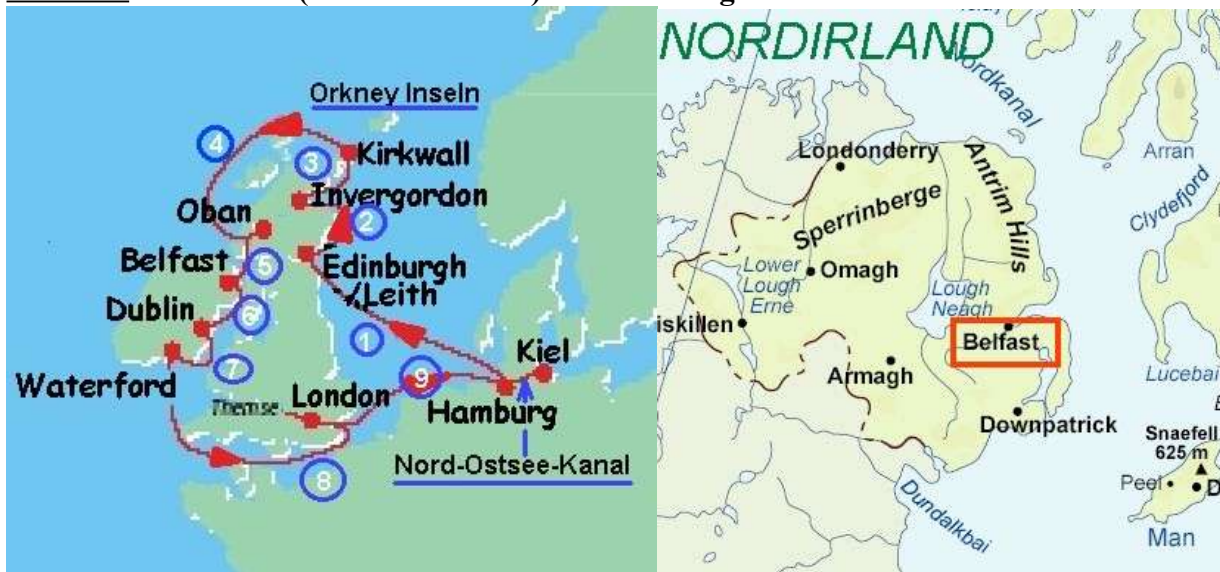 Orkney Inseln
4
3
Kirkwall
Invergordon
2
Oban
Belfast
5
Edinburgh
/Leith
Dublin
6
1
Kiel
7
9
Waterford
London
Themse
Hamburg
Nord-Ostsee-Kanal
8
NORDIRLAND
Nordkanal
Arran
Londonderry
Antrim Hills
Clydefjord
Sperrinberge
Lower
Lough
Erne
Omagh
Lough
Neagh
iskillen
Belfast
Armagh
Lucebai
Downpatrick
Snaefell
625 m
Peel
D
Man
Dundalkbai